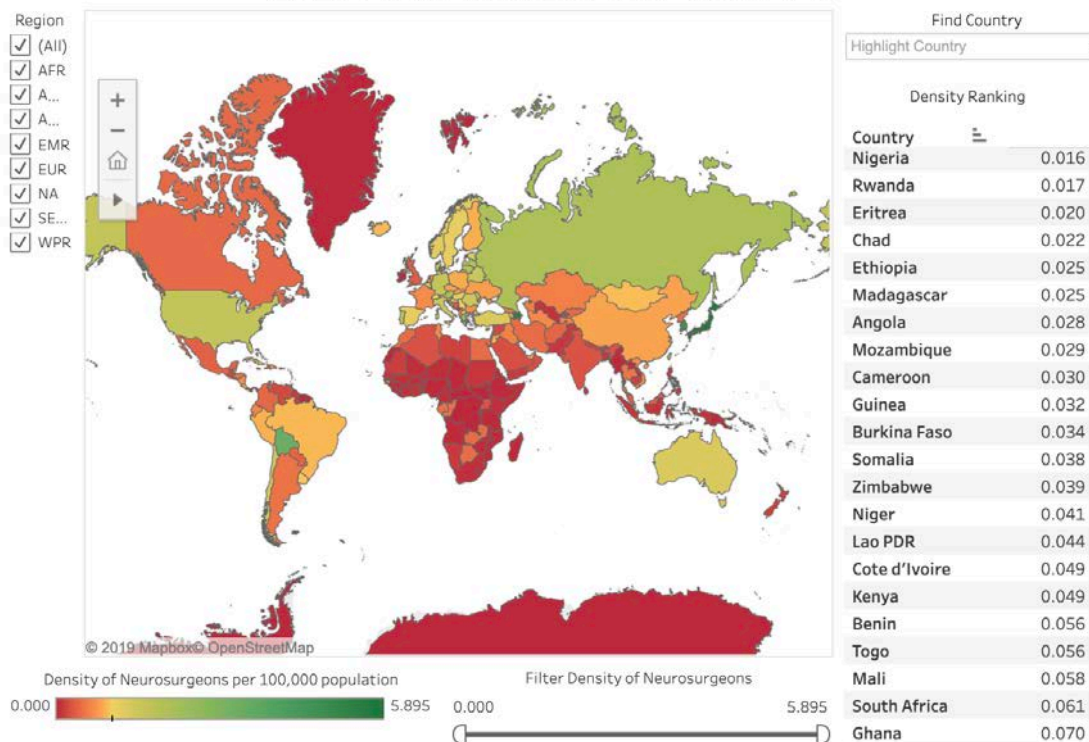 Region
(All)
AFR
A...
A...
EMR
EUR
NA
SE...
WPR
© 2019 Mapbox© OpenStreetMap
Density of Neurosurgeons per 100,000 population
0.000 5.895
Filter Density of Neurosurgeons
0.000 5.895
Find Country
Highlight Country
Density Ranking
Country
Nigeria 0.016
Rwanda 0.017
Eritrea 0.020
Chad 0.022
Ethiopia 0.025
Madagascar 0.025
Angola 0.028
Mozambique 0.029
Cameroon 0.030
Guinea 0.032
Burkina Faso 0.034
Somalia 0.038
Zimbabwe 0.039
Niger 0.041
Lao PDR 0.044
Cote d'Ivoire 0.049
Kenya 0.049
Benin 0.056
Togo 0.056
Mali 0.058
South Africa 0.061
Ghana 0.070